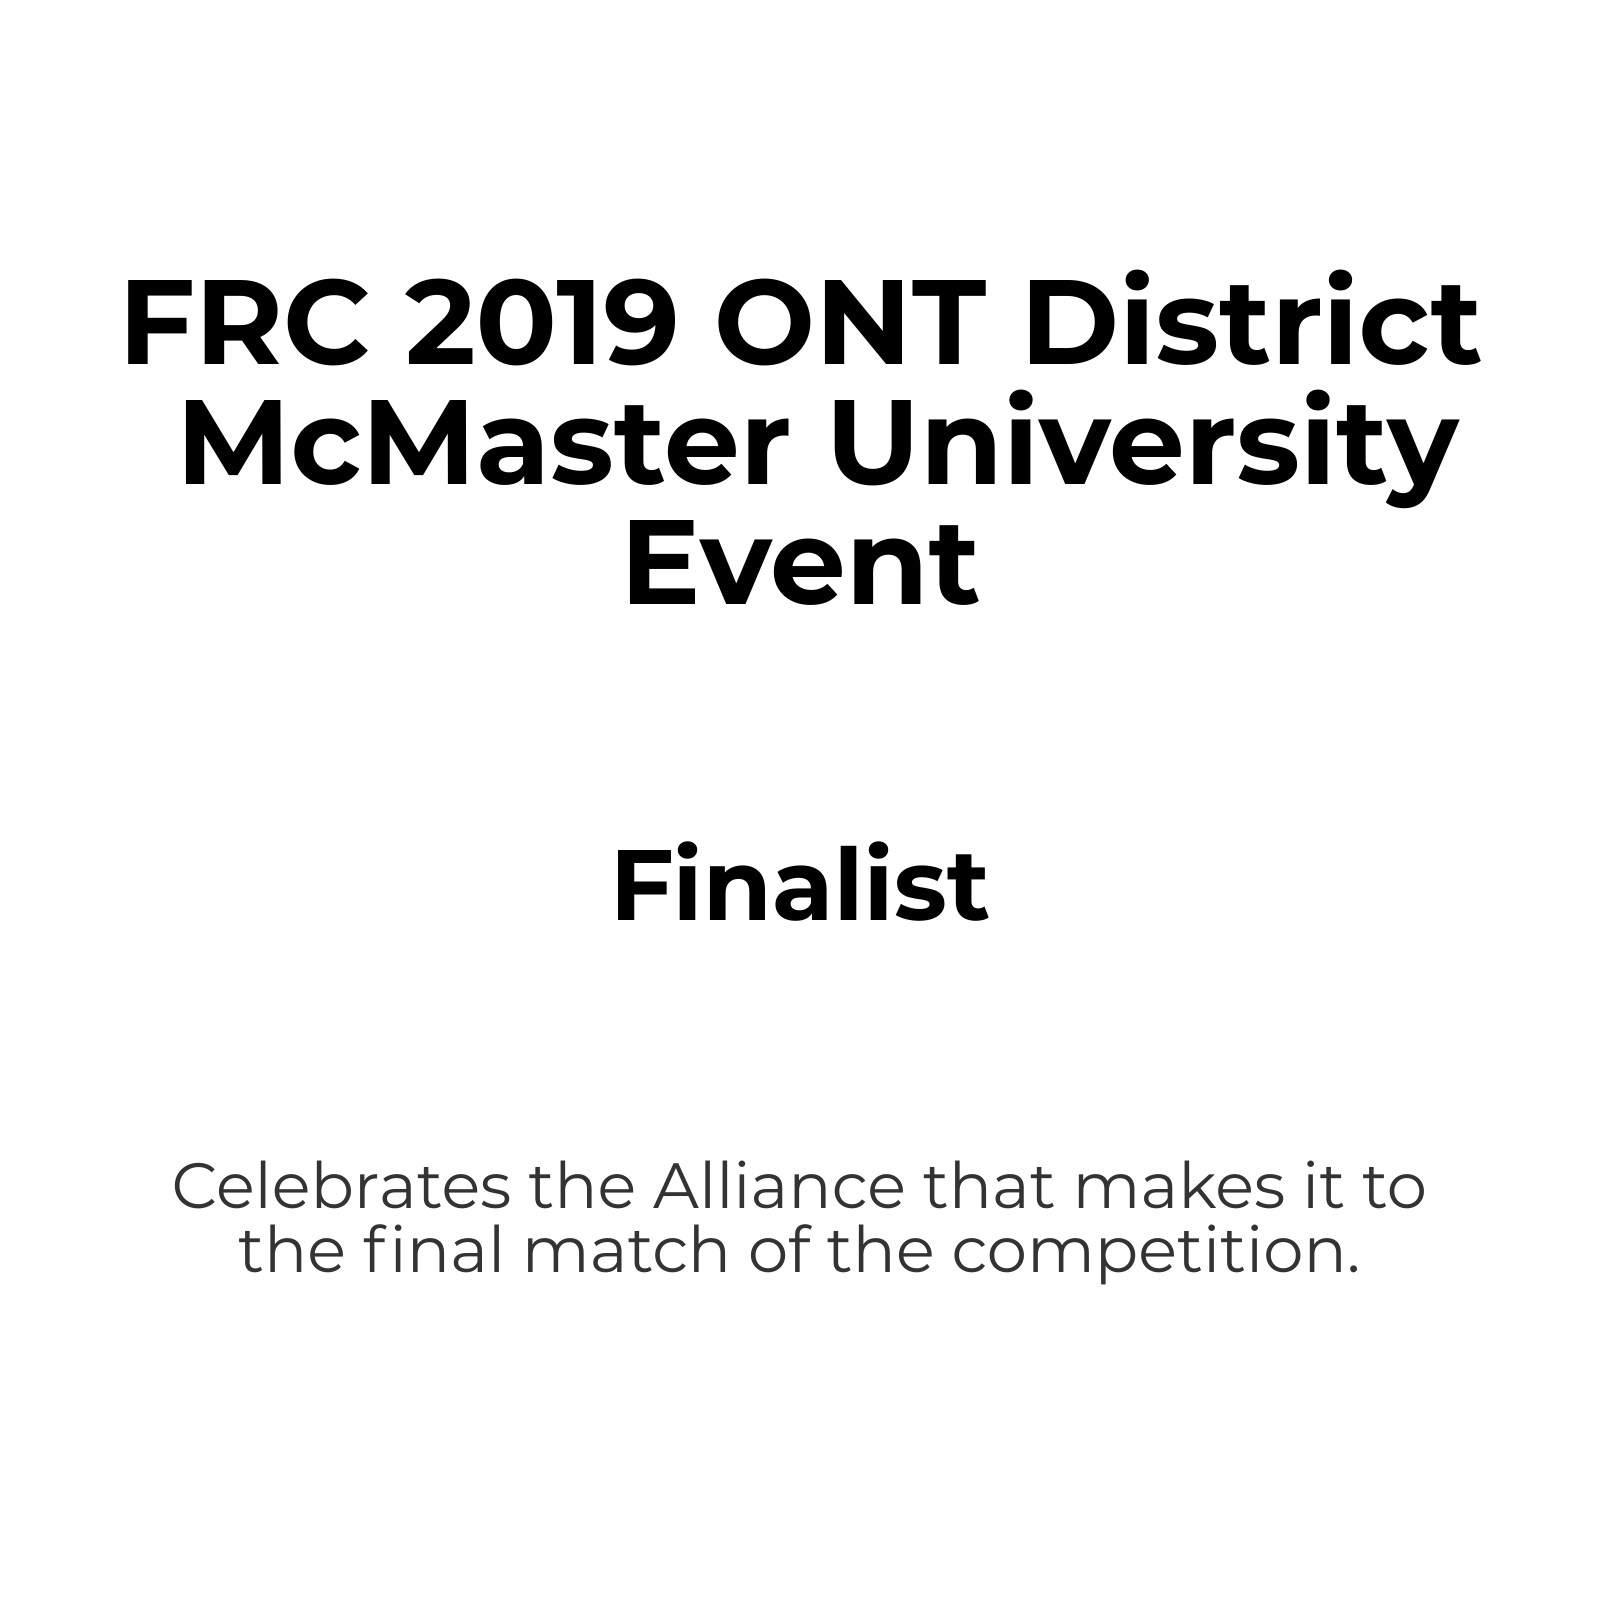 FRC 2019 ONT District
McMaster University
Event
Finalist
Celebrates the Alliance that makes it to
the final match of the competition.